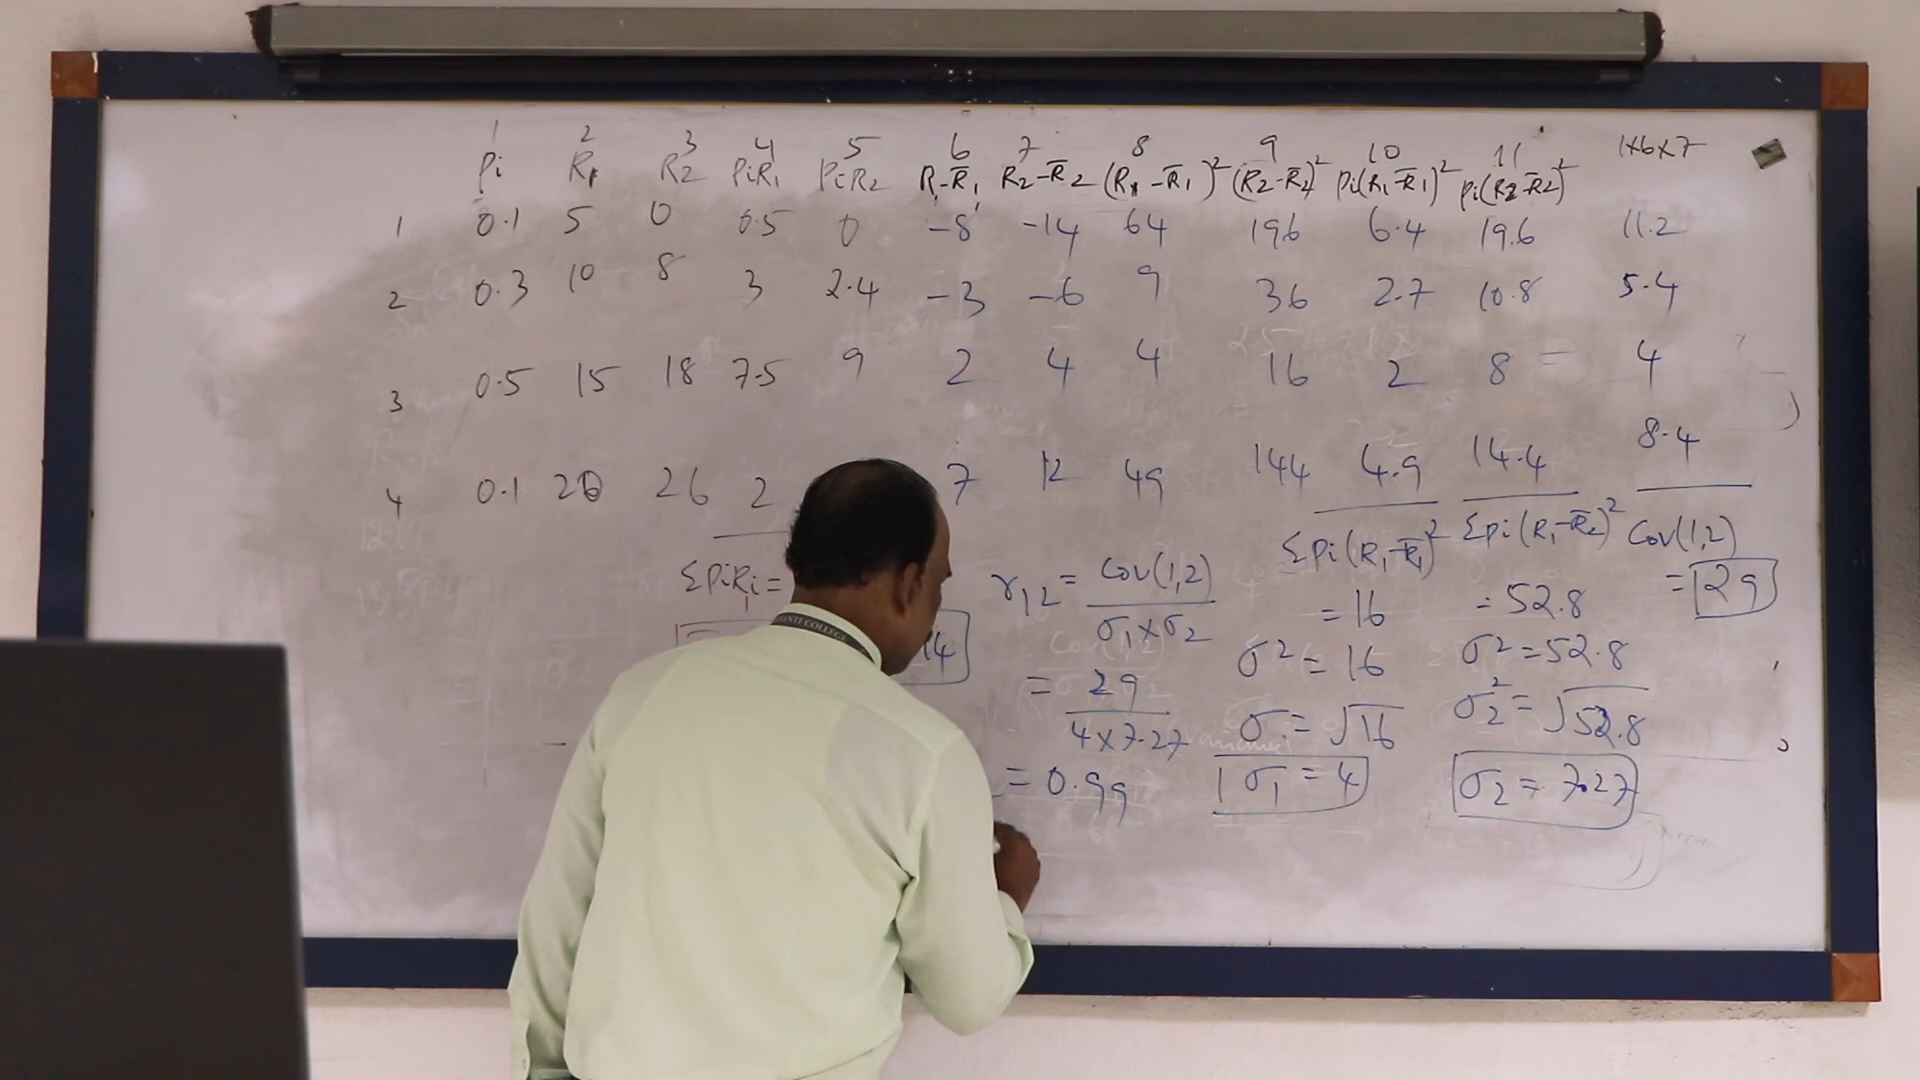 1 2 3 4 5 6 7 8 9 10 11 1x6x7
Pi R1 R2 PiR1 PiR2 R1-R̄1 R2-R̄2 (R1-R̄1)² (R2-R̄2)² Pi(R1-R̄1)² Pi(R2-R̄2)²
1 0.1 5 0 0.5 0 -8 -14 64 196 6.4 19.6 11.2
2 0.3 10 8 3 2.4 -3 -6 9 36 2.7 10.8 5.4
3 0.5 15 18 7.5 9 2 4 4 16 2 8 4
4 0.1 20 26 2 7 12 49 144 4.9 14.4 8.4
ΣPiRi=
14
r12 = Cov(1,2)
σ1×σ2
= 29
4×7.27
= 0.99
ΣPi(R1-R̄1)²
= 16
σ² = 16
σ = √16
σ1 = 4
ΣPi(R1-R̄2)²
= 52.8
σ² = 52.8
σ2² = √52.8
σ2 = 7.27
Cov(1,2)
= 29
COLLEGE